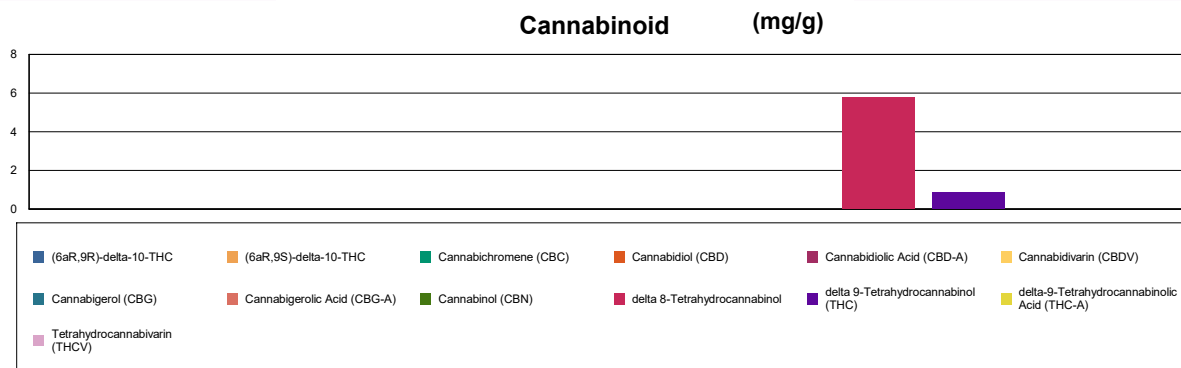 Cannabinoid (mg/g)
8
6
4
2
0
(6aR,9R)-delta-10-THC
(6aR,9S)-delta-10-THC
Cannabichromene (CBC)
Cannabidiol (CBD)
Cannabidiolic Acid (CBD-A)
Cannabidivarin (CBDV)
Cannabigerol (CBG)
Cannabigerolic Acid (CBG-A)
Cannabinol (CBN)
delta 8-Tetrahydrocannabinol
delta 9-Tetrahydrocannabinol
(THC)
delta-9-Tetrahydrocannabinolic
Acid (THC-A)
Tetrahydrocannabivarin
(THCV)